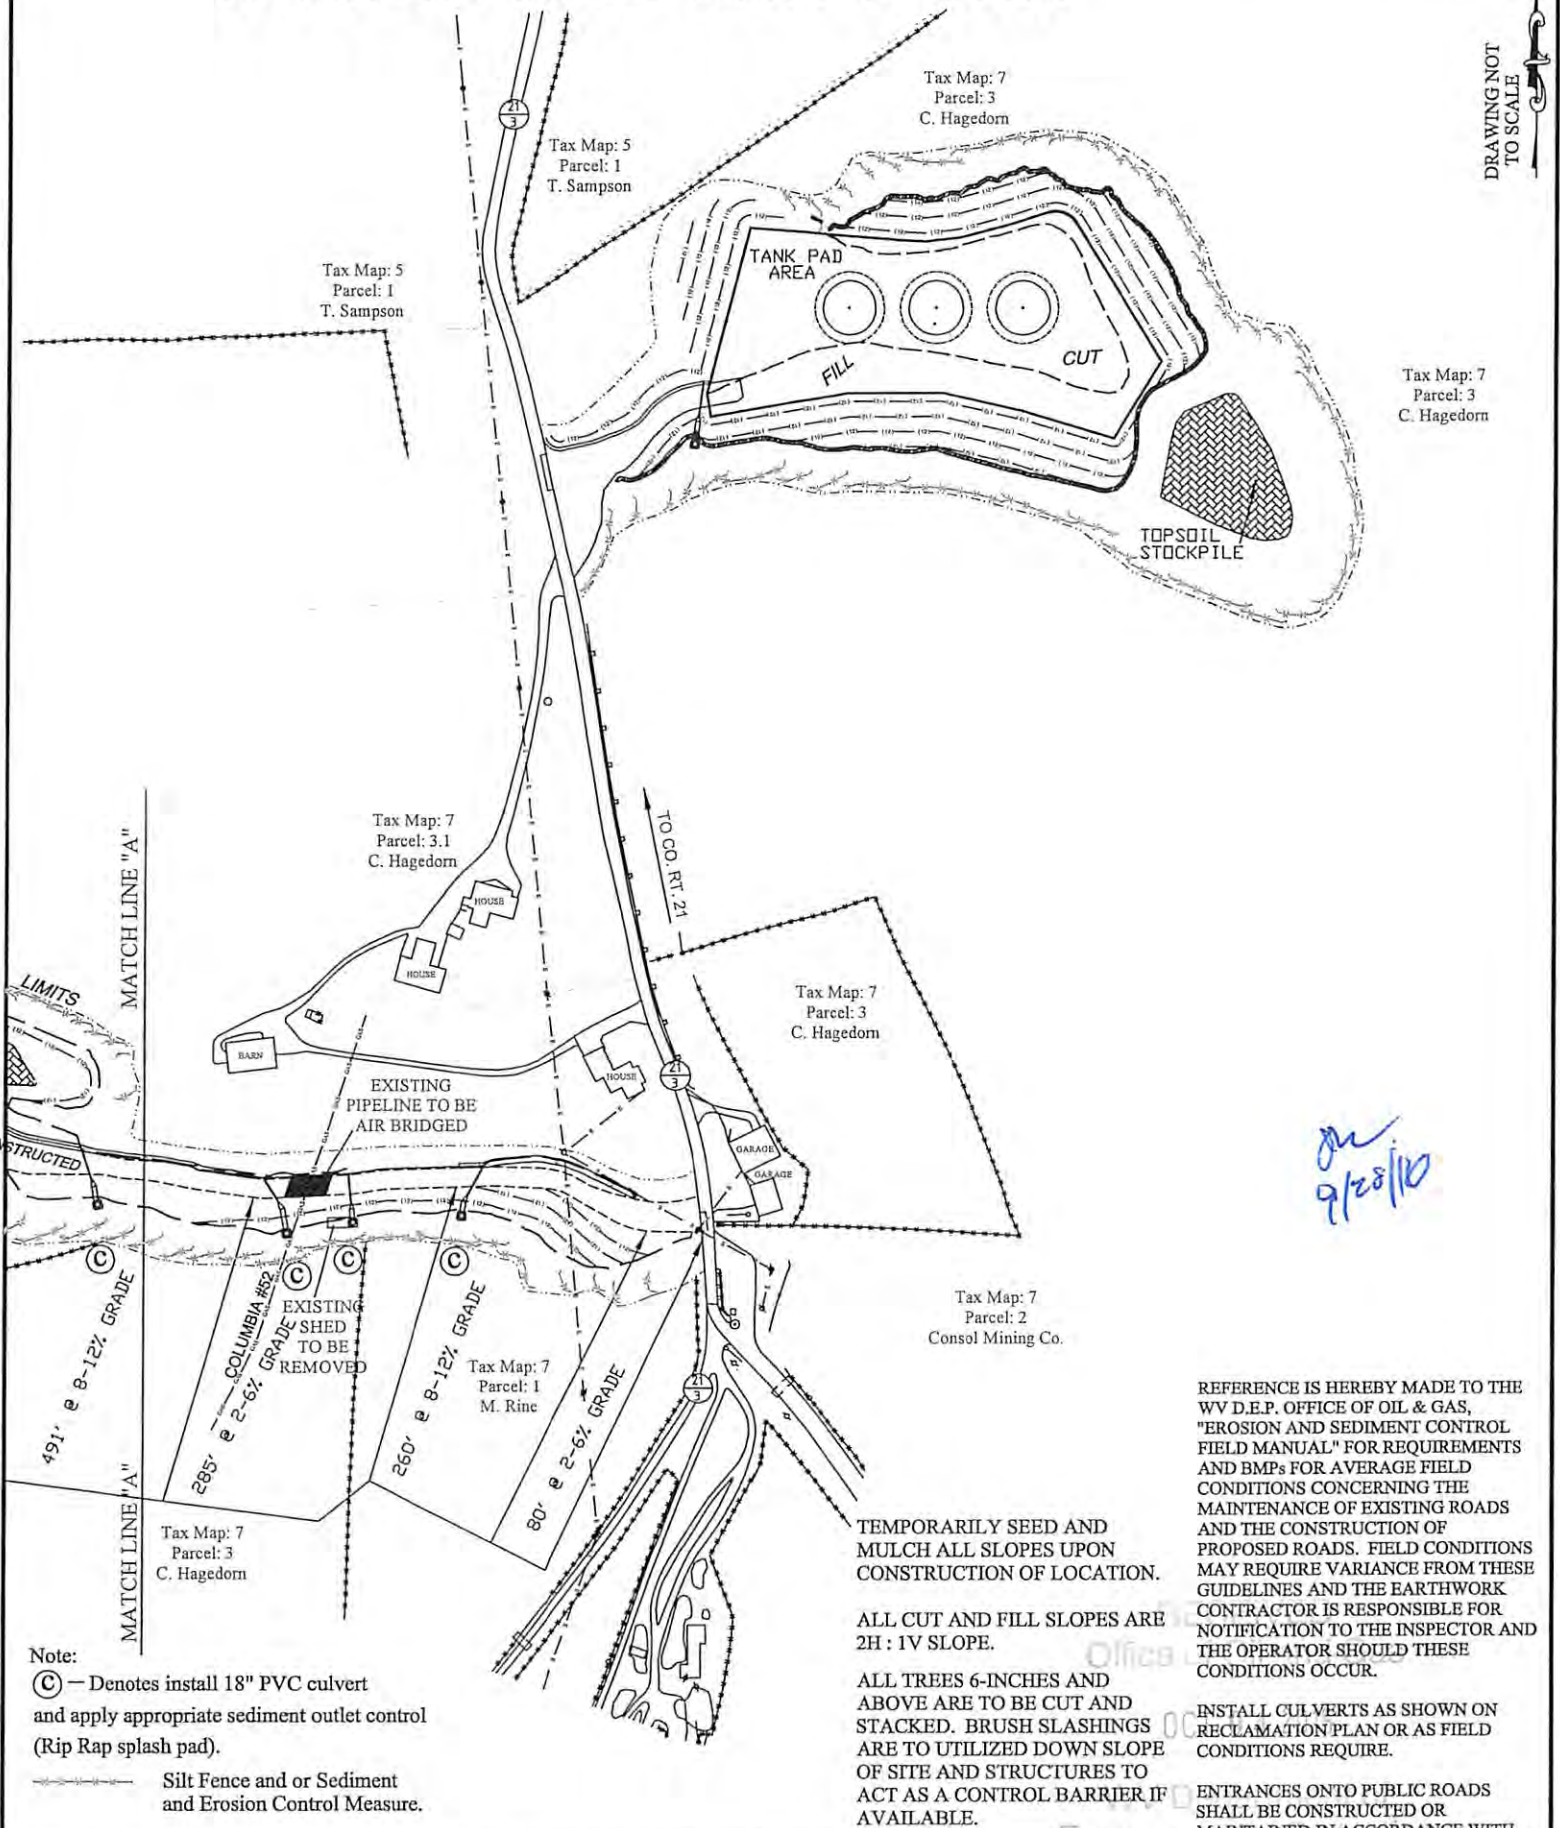 DRAWING NOT
TO SCALE
Tax Map: 7
Parcel: 3
C. Hagedorn
21
3
Tax Map: 5
Parcel: 1
T. Sampson
Tax Map: 5
Parcel: 1
T. Sampson
TANK PAD
AREA
FILL
CUT
Tax Map: 7
Parcel: 3
C. Hagedorn
TOPSOIL
STOCKPILE
Tax Map: 7
Parcel: 3.1
C. Hagedorn
TO CO. RT. 21
MATCH LINE "A"
HOUSE
HOUSE
LIMITS
BARN
Tax Map: 7
Parcel: 3
C. Hagedorn
HOUSE
21
3
EXISTING
PIPELINE TO BE
AIR BRIDGED
GARAGE
GARAGE
9/28/10
C
C
C
C
491' @ 8-12% GRADE
COLUMBIA #52
285' @ 2-6% GRADE
EXISTING
SHED
TO BE
REMOVED
260' @ 8-12% GRADE
Tax Map: 7
Parcel: 1
M. Rine
80' @ 2-6% GRADE
21
3
Tax Map: 7
Parcel: 2
Consol Mining Co.
MATCH LINE "A"
Tax Map: 7
Parcel: 3
C. Hagedorn
Note:
C — Denotes install 18" PVC culvert
and apply appropriate sediment outlet control
(Rip Rap splash pad).
Silt Fence and or Sediment
and Erosion Control Measure.
TEMPORARILY SEED AND
MULCH ALL SLOPES UPON
CONSTRUCTION OF LOCATION.
ALL CUT AND FILL SLOPES ARE
2H : 1V SLOPE.
ALL TREES 6-INCHES AND
ABOVE ARE TO BE CUT AND
STACKED. BRUSH SLASHINGS
ARE TO UTILIZED DOWN SLOPE
OF SITE AND STRUCTURES TO
ACT AS A CONTROL BARRIER IF
AVAILABLE.
REFERENCE IS HEREBY MADE TO THE
WV D.E.P. OFFICE OF OIL & GAS,
"EROSION AND SEDIMENT CONTROL
FIELD MANUAL" FOR REQUIREMENTS
AND BMPs FOR AVERAGE FIELD
CONDITIONS CONCERNING THE
MAINTENANCE OF EXISTING ROADS
AND THE CONSTRUCTION OF
PROPOSED ROADS. FIELD CONDITIONS
MAY REQUIRE VARIANCE FROM THESE
GUIDELINES AND THE EARTHWORK
CONTRACTOR IS RESPONSIBLE FOR
NOTIFICATION TO THE INSPECTOR AND
THE OPERATOR SHOULD THESE
CONDITIONS OCCUR.
INSTALL CULVERTS AS SHOWN ON
RECLAMATION PLAN OR AS FIELD
CONDITIONS REQUIRE.
ENTRANCES ONTO PUBLIC ROADS
SHALL BE CONSTRUCTED OR